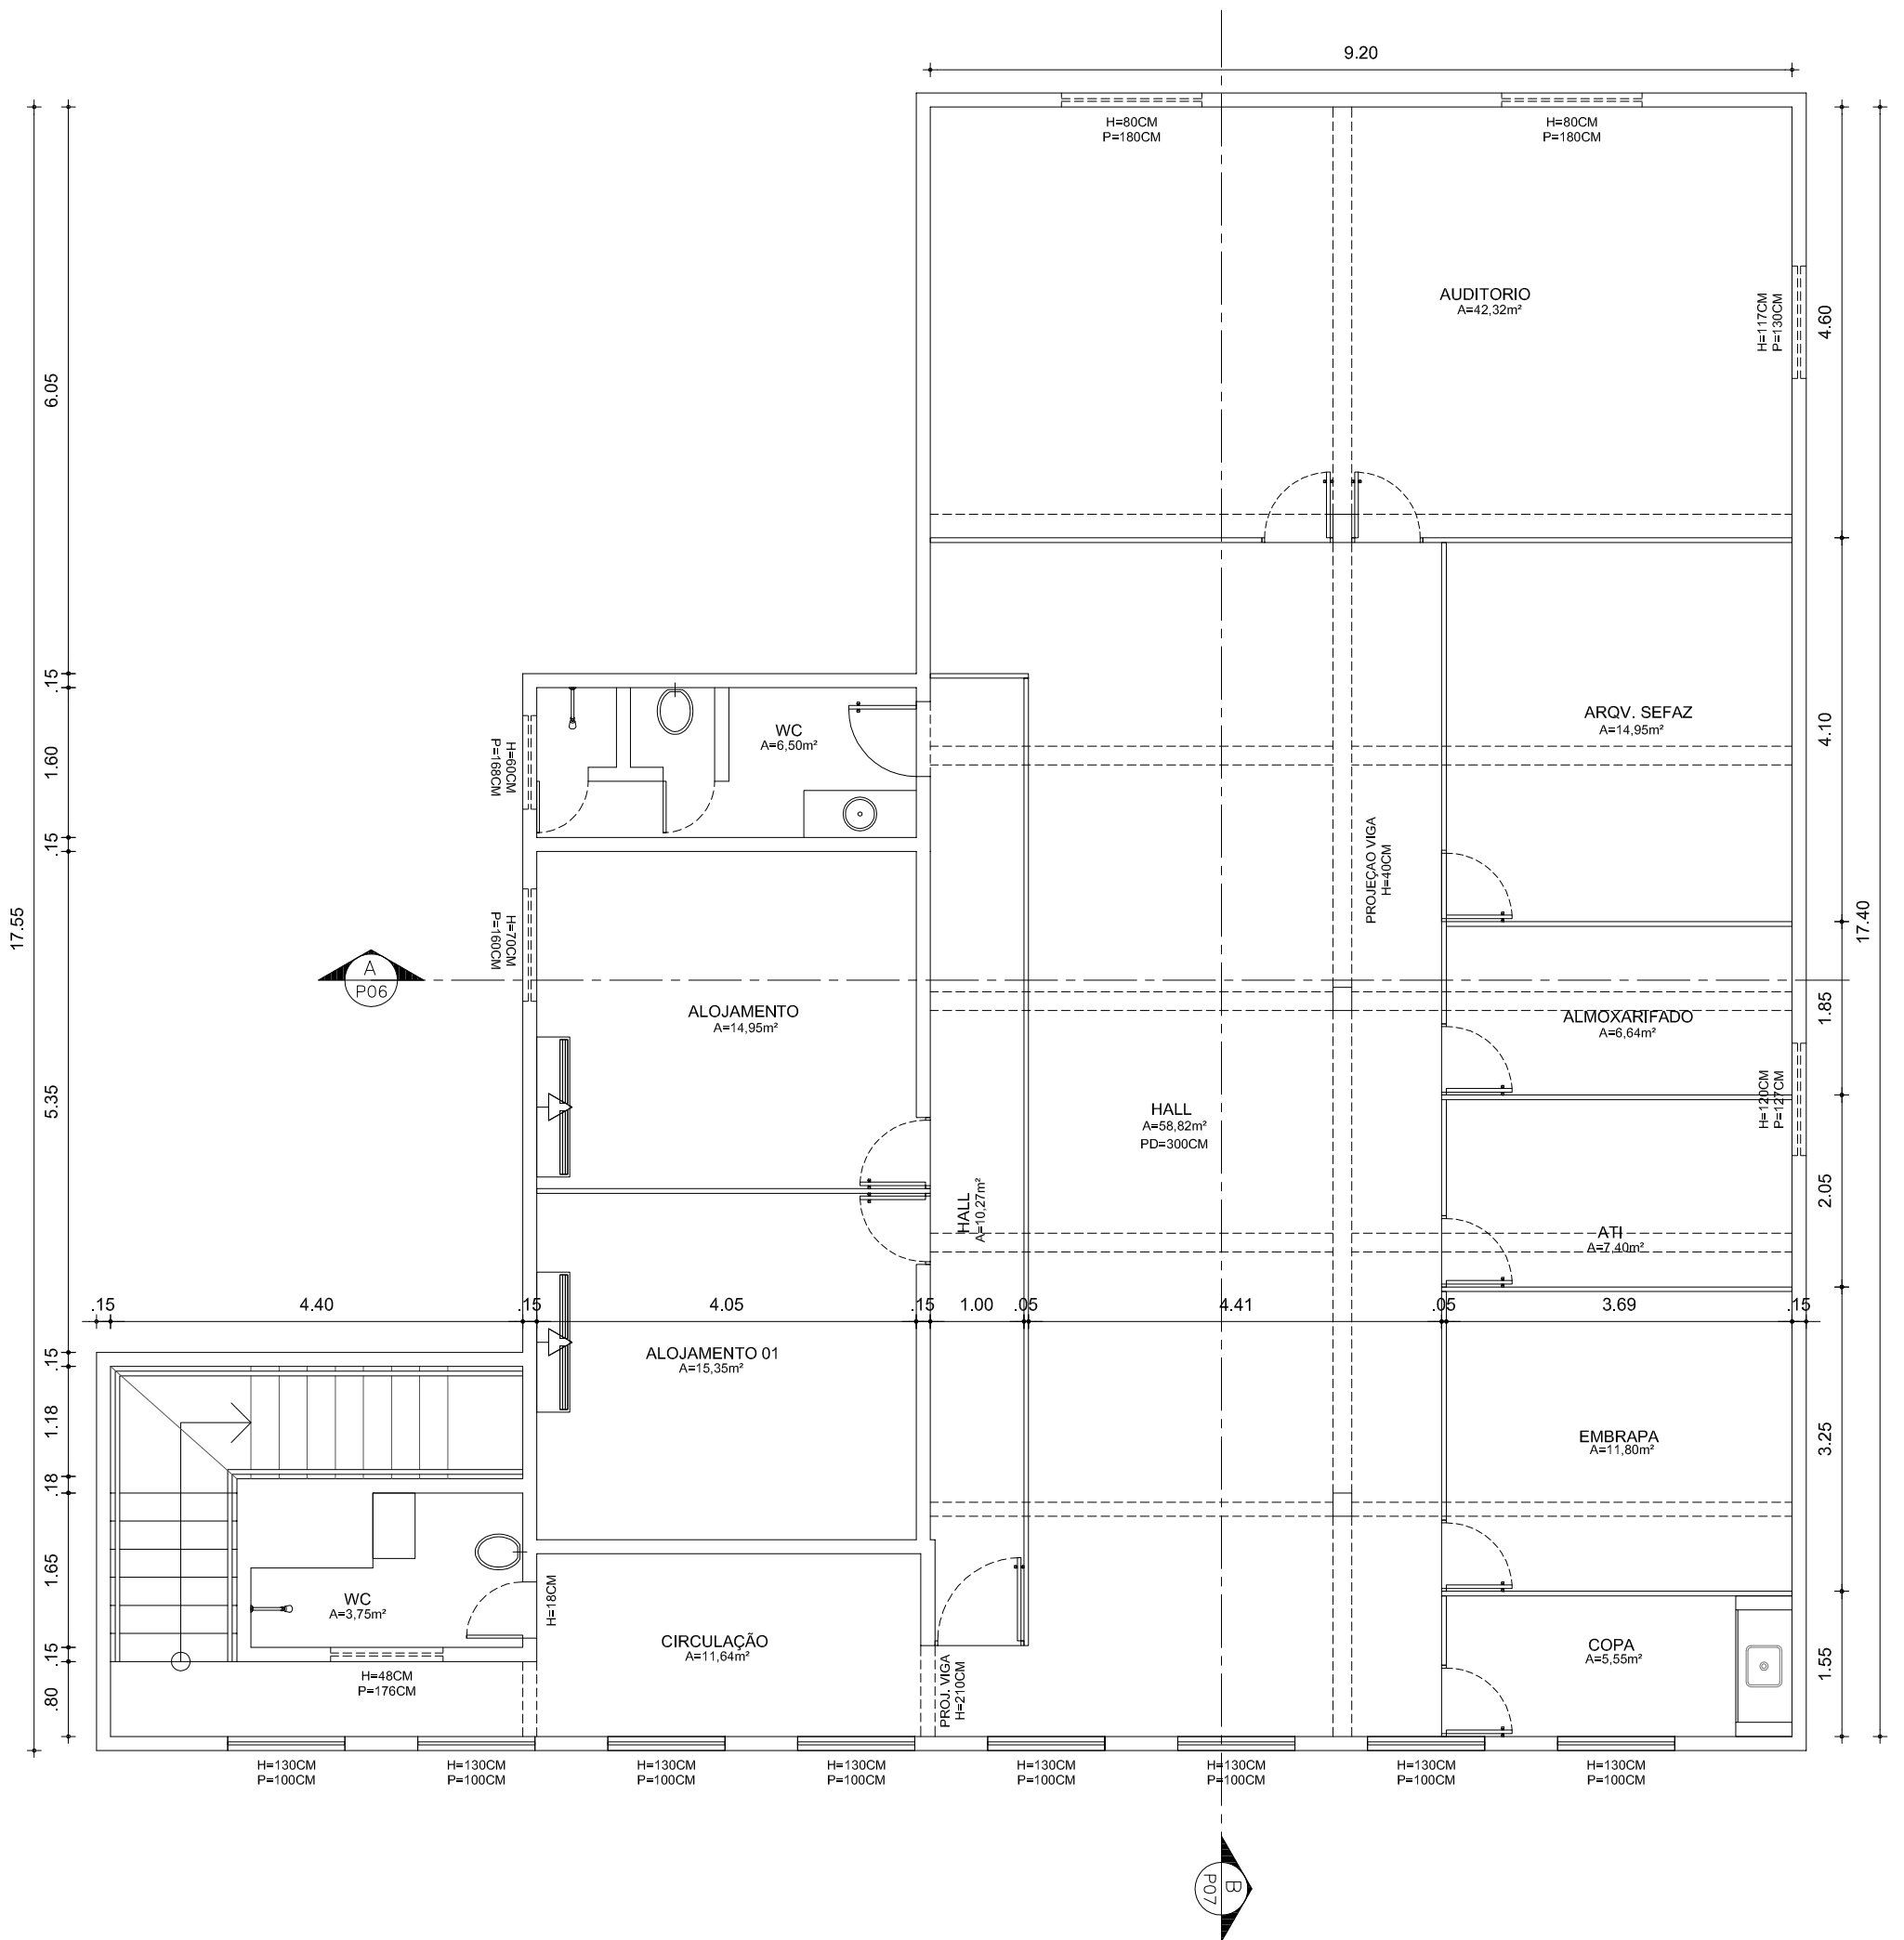 9.20
H=80CM
P=180CM
H=80CM
P=180CM
AUDITORIO
A=42,32m²
H=117CM
P=130CM
4.60
6.05
.15
1.60
.15
17.55
H=60CM
P=168CM
WC
A=6,50m²
ARQV. SEFAZ
A=14,95m²
4.10
PROJEÇAO VIGA
H=40CM
17.40
H=70CM
P=160CM
A
P06
ALOJAMENTO
A=14,95m²
ALMOXARIFADO
A=6,64m²
1.85
H=120CM
P=127CM
HALL
A=58,82m²
PD=300CM
5.35
HALL
A=10,27m²
ATI
A=7,40m²
2.05
.15
4.40
.15
4.05
.15
1.00
.05
4.41
.05
3.69
.15
ALOJAMENTO 01
A=15,35m²
.15
1.18
.18
1.65
.15
.80
EMBRAPA
A=11,80m²
3.25
WC
A=3,75m²
H=18CM
CIRCULAÇÃO
A=11,64m²
COPA
A=5,55m²
1.55
H=48CM
P=176CM
PROJ. VIGA
H=210CM
H=130CM
P=100CM
H=130CM
P=100CM
H=130CM
P=100CM
H=130CM
P=100CM
H=130CM
P=100CM
H=130CM
P=100CM
H=130CM
P=100CM
H=130CM
P=100CM
B
P07